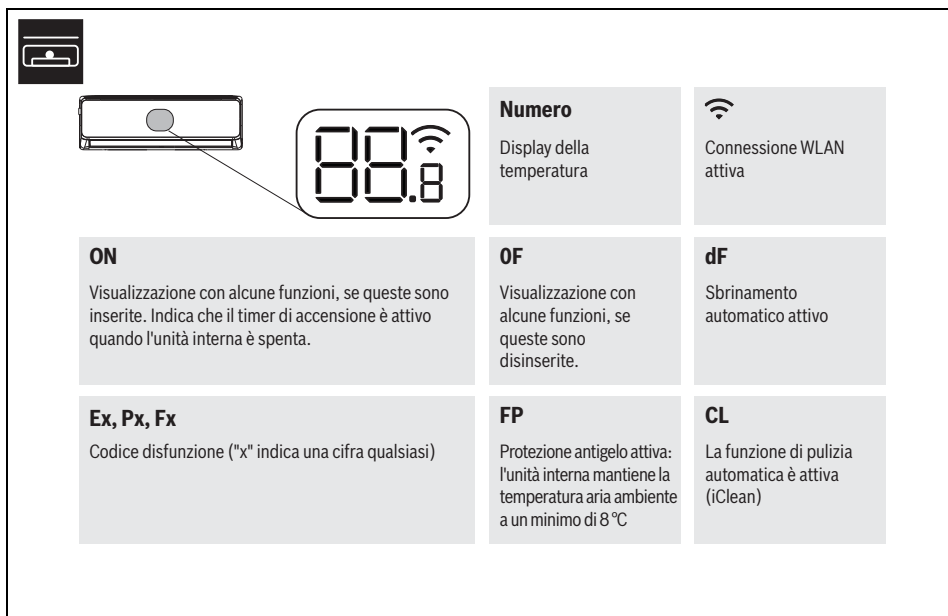 88.8
Numero
Display della
temperatura
Connessione WLAN
attiva
ON
Visualizzazione con alcune funzioni, se queste sono
inserite. Indica che il timer di accensione è attivo
quando l'unità interna è spenta.
0F
Visualizzazione con
alcune funzioni, se
queste sono
disinserite.
dF
Sbrinamento
automatico attivo
Ex, Px, Fx
Codice disfunzione ("x" indica una cifra qualsiasi)
FP
Protezione antigelo attiva:
l'unità interna mantiene la
temperatura aria ambiente
a un minimo di 8 °C
CL
La funzione di pulizia
automatica è attiva
(iClean)